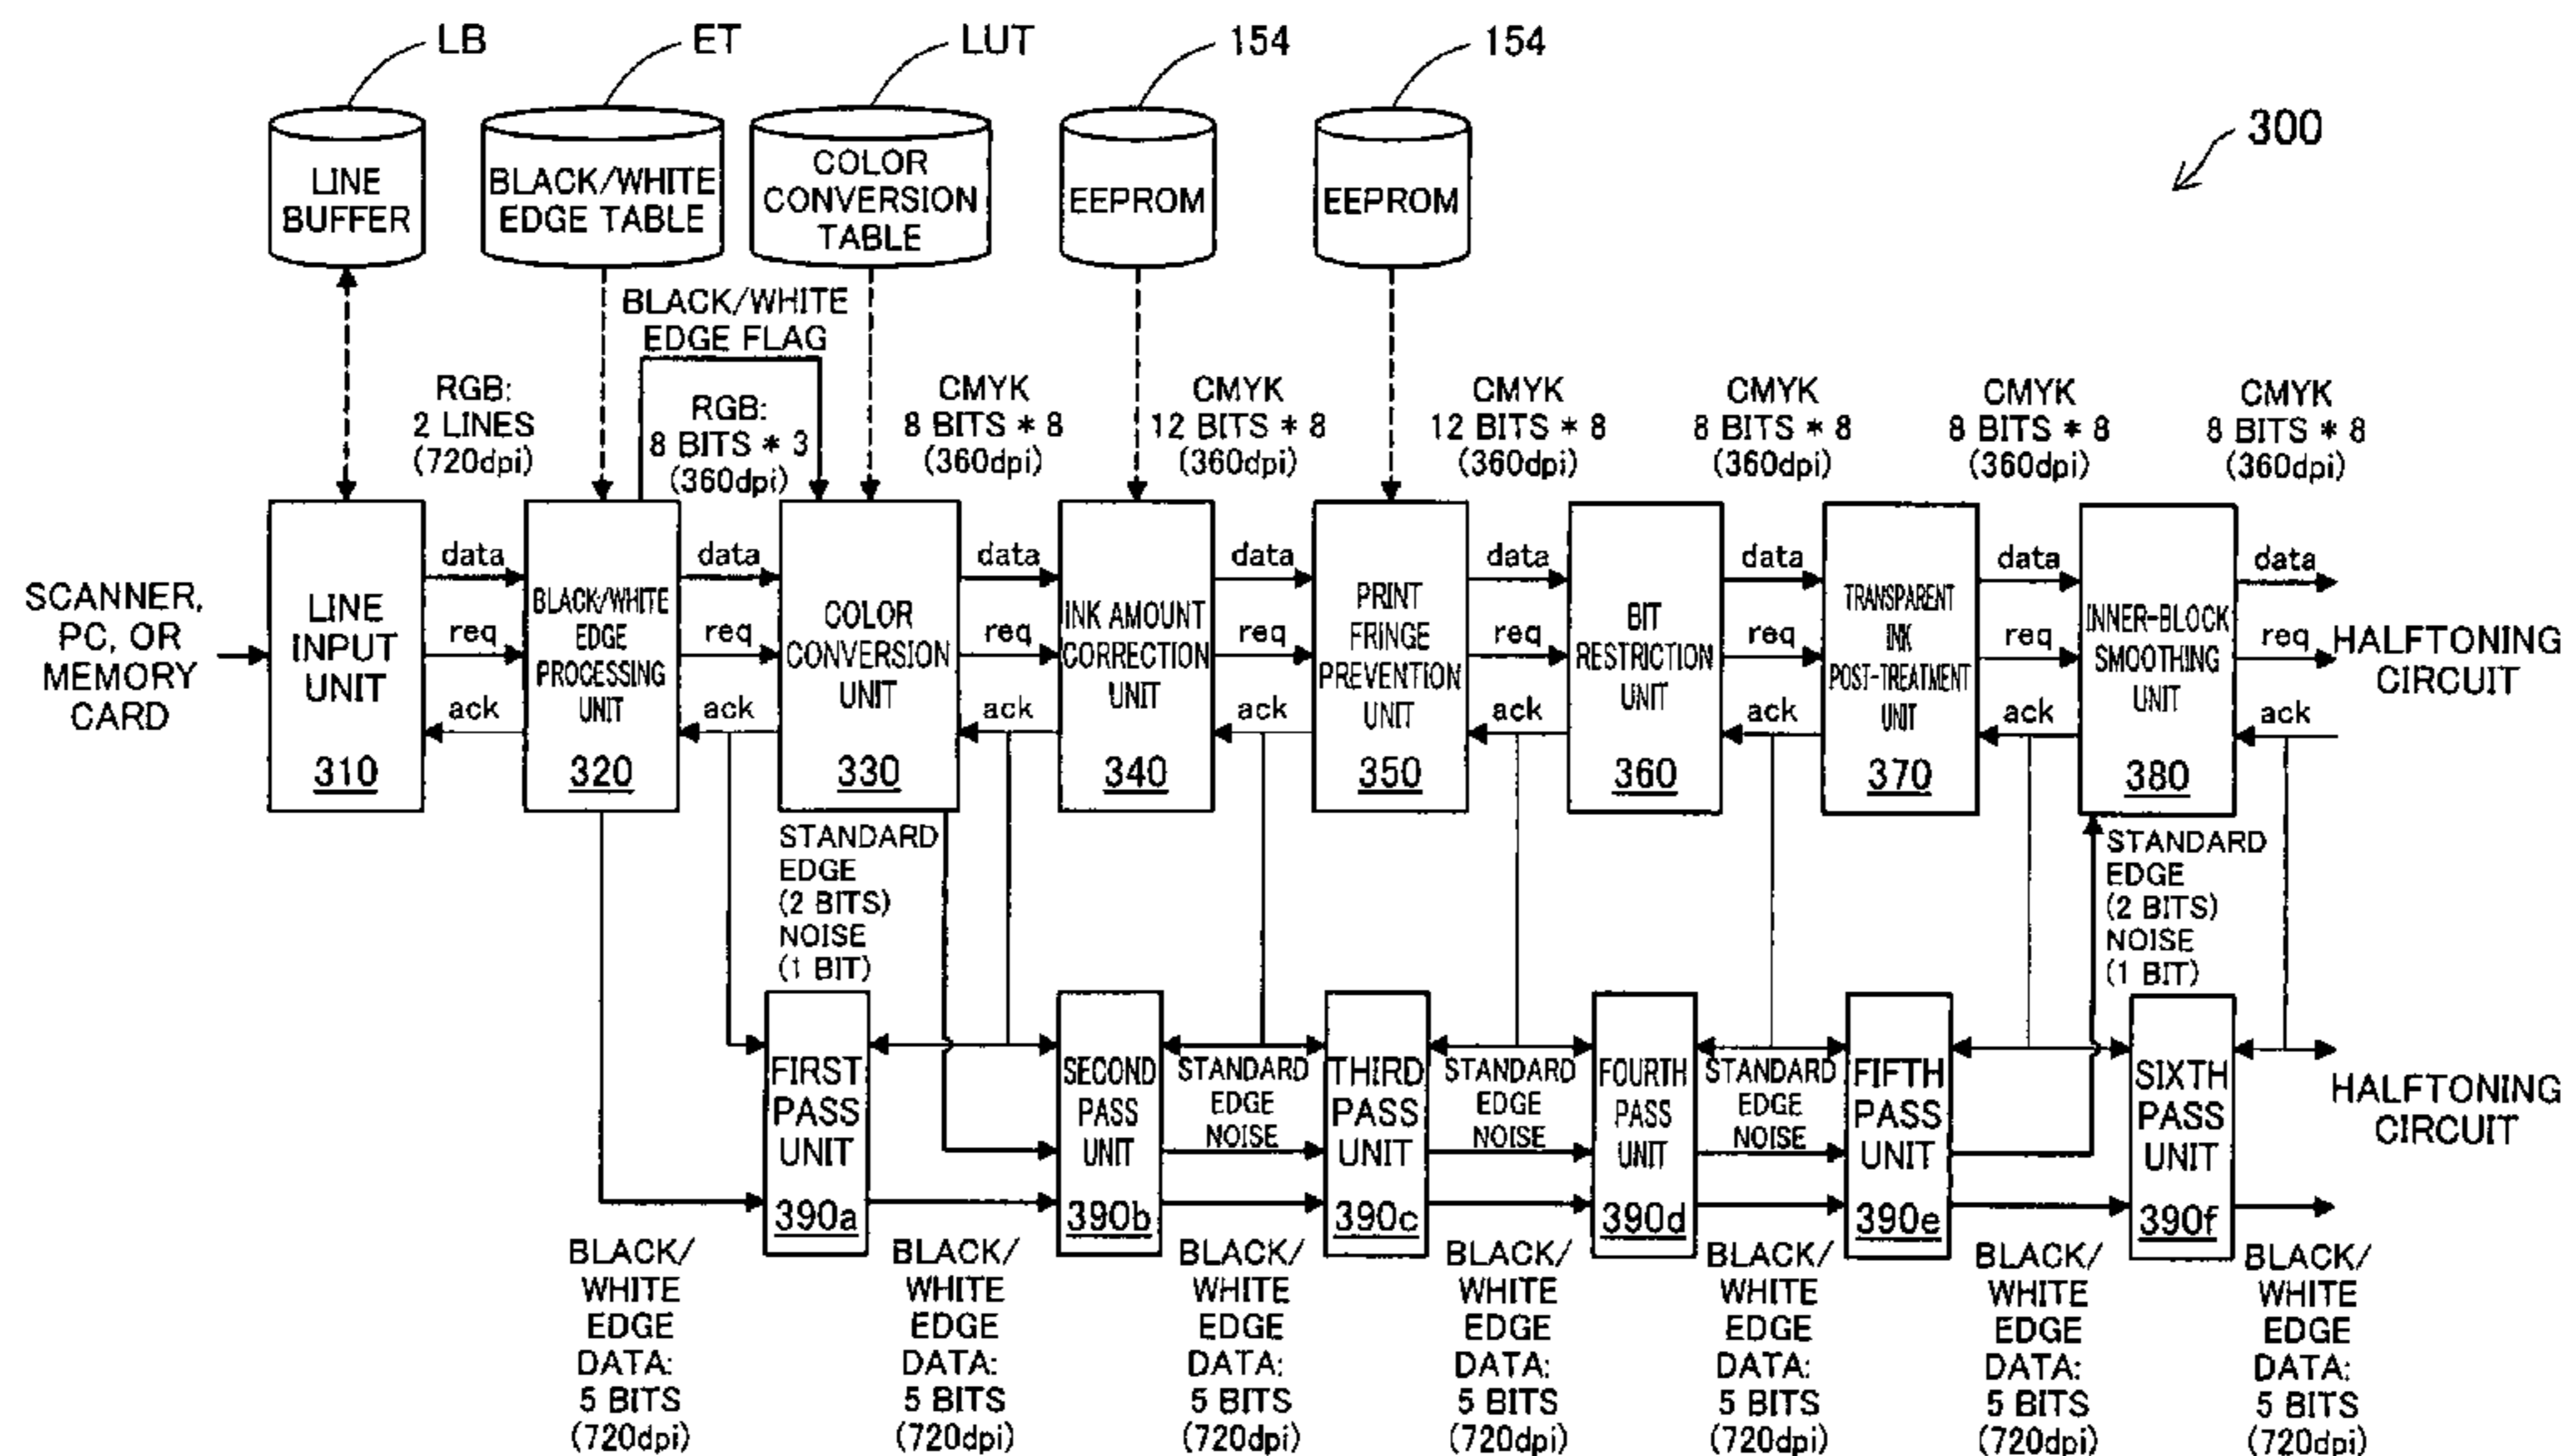 LB
ET
LUT
154
154
300
LINE
BUFFER
BLACK/WHITE
EDGE TABLE
COLOR
CONVERSION
TABLE
EEPROM
EEPROM
BLACK/WHITE
EDGE FLAG
RGB:
2 LINES
(720dpi)
RGB:
8 BITS * 3
(360dpi)
CMYK
8 BITS * 8
(360dpi)
CMYK
12 BITS * 8
(360dpi)
CMYK
12 BITS * 8
(360dpi)
CMYK
8 BITS * 8
(360dpi)
CMYK
8 BITS * 8
(360dpi)
CMYK
8 BITS * 8
(360dpi)
SCANNER,
PC, OR
MEMORY
CARD
LINE
INPUT
UNIT
310
data
req
ack
BLACK/WHITE
EDGE
PROCESSING
UNIT
320
data
req
ack
COLOR
CONVERSION
UNIT
330
data
req
ack
INK AMOUNT
CORRECTION
UNIT
340
data
req
ack
PRINT
FRINGE
PREVENTION
UNIT
350
data
req
ack
BIT
RESTRICTION
UNIT
360
data
req
ack
TRANSPARENT
INK
POST-TREATMENT
UNIT
370
data
req
ack
INNER-BLOCK
SMOOTHING
UNIT
380
data
req
ack
HALFTONING
CIRCUIT
STANDARD
EDGE
(2 BITS)
NOISE
(1 BIT)
STANDARD
EDGE
(2 BITS)
NOISE
(1 BIT)
FIRST
PASS
UNIT
390a
SECOND
PASS
UNIT
390b
STANDARD
EDGE
NOISE
THIRD
PASS
UNIT
390c
STANDARD
EDGE
NOISE
FOURTH
PASS
UNIT
390d
STANDARD
EDGE
NOISE
FIFTH
PASS
UNIT
390e
SIXTH
PASS
UNIT
390f
HALFTONING
CIRCUIT
BLACK/
WHITE
EDGE
DATA:
5 BITS
(720dpi)
BLACK/
WHITE
EDGE
DATA:
5 BITS
(720dpi)
BLACK/
WHITE
EDGE
DATA:
5 BITS
(720dpi)
BLACK/
WHITE
EDGE
DATA:
5 BITS
(720dpi)
BLACK/
WHITE
EDGE
DATA:
5 BITS
(720dpi)
BLACK/
WHITE
EDGE
DATA:
5 BITS
(720dpi)
BLACK/
WHITE
EDGE
DATA:
5 BITS
(720dpi)